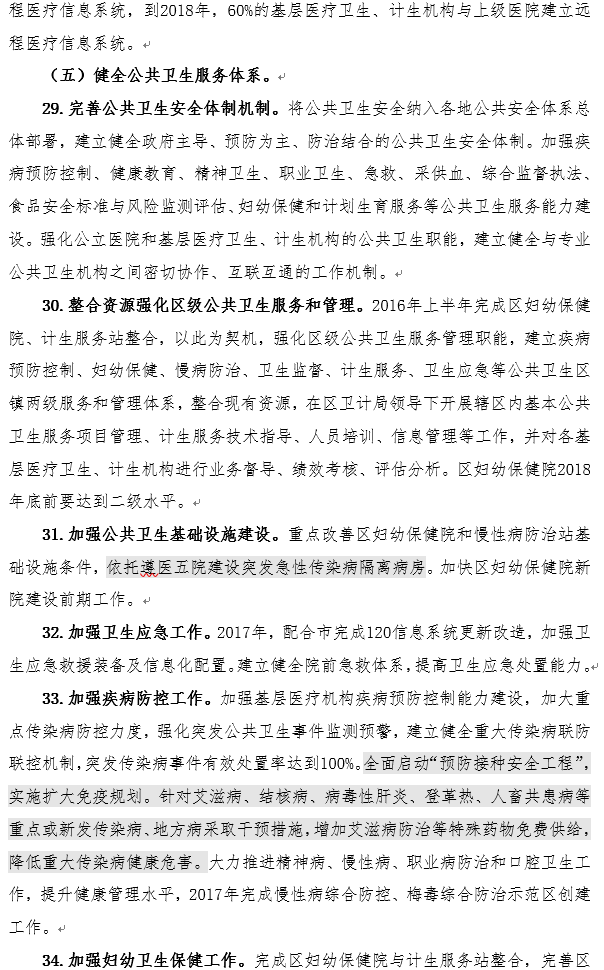 程医疗信息系统，到2018年，60%的基层医疗卫生、计生机构与上级医院建立远
程医疗信息系统。
（五）健全公共卫生服务体系。
29.完善公共卫生安全体制机制。将公共卫生安全纳入各地公共安全体系总
体部署，建立健全政府主导、预防为主、防治结合的公共卫生安全体制。加强疾
病预防控制、健康教育、精神卫生、职业卫生、急救、采供血、综合监督执法、
食品安全标准与风险监测评估、妇幼保健和计划生育服务等公共卫生服务能力建
设。强化公立医院和基层医疗卫生、计生机构的公共卫生职能，建立健全与专业
公共卫生机构之间密切协作、互联互通的工作机制。
30.整合资源强化区级公共卫生服务和管理。2016年上半年完成区妇幼保健
院、计生服务站整合，以此为契机，强化区级公共卫生服务管理职能，建立疾病
预防控制、妇幼保健、慢病防治、卫生监督、计生服务、卫生应急等公共卫生区
镇两级服务和管理体系，整合现有资源，在区卫计局领导下开展辖区内基本公共
卫生服务项目管理、计生服务技术指导、人员培训、信息管理等工作，并对各基
层医疗卫生、计生机构进行业务督导、绩效考核、评估分析。区妇幼保健院2018
年底前要达到二级水平。
31.加强公共卫生基础设施建设。重点改善区妇幼保健院和慢性病防治站基
础设施条件，依托遵医五院建设突发急性传染病隔离病房。加快区妇幼保健院新
院建设前期工作。
32.加强卫生应急工作。2017年，配合市完成120信息系统更新改造，加强卫
生应急救援装备及信息化配置。建立健全院前急救体系，提高卫生应急处置能力。
33.加强疾病防控工作。加强基层医疗机构疾病预防控制能力建设，加大重
点传染病防控力度，强化突发公共卫生事件监测预警，建立健全重大传染病联防
联控机制，突发传染病事件有效处置率达到100%。全面启动“预防接种安全工程”，
实施扩大免疫规划。针对艾滋病、结核病、病毒性肝炎、登革热、人畜共患病等
重点或新发传染病、地方病采取干预措施，增加艾滋病防治等特殊药物免费供给，
降低重大传染病健康危害。大力推进精神病、慢性病、职业病防治和口腔卫生工
作，提升健康管理水平，2017年完成慢性病综合防控、梅毒综合防治示范区创建
工作。
34.加强妇幼卫生保健工作。完成区妇幼保健院与计生服务站整合，完善区